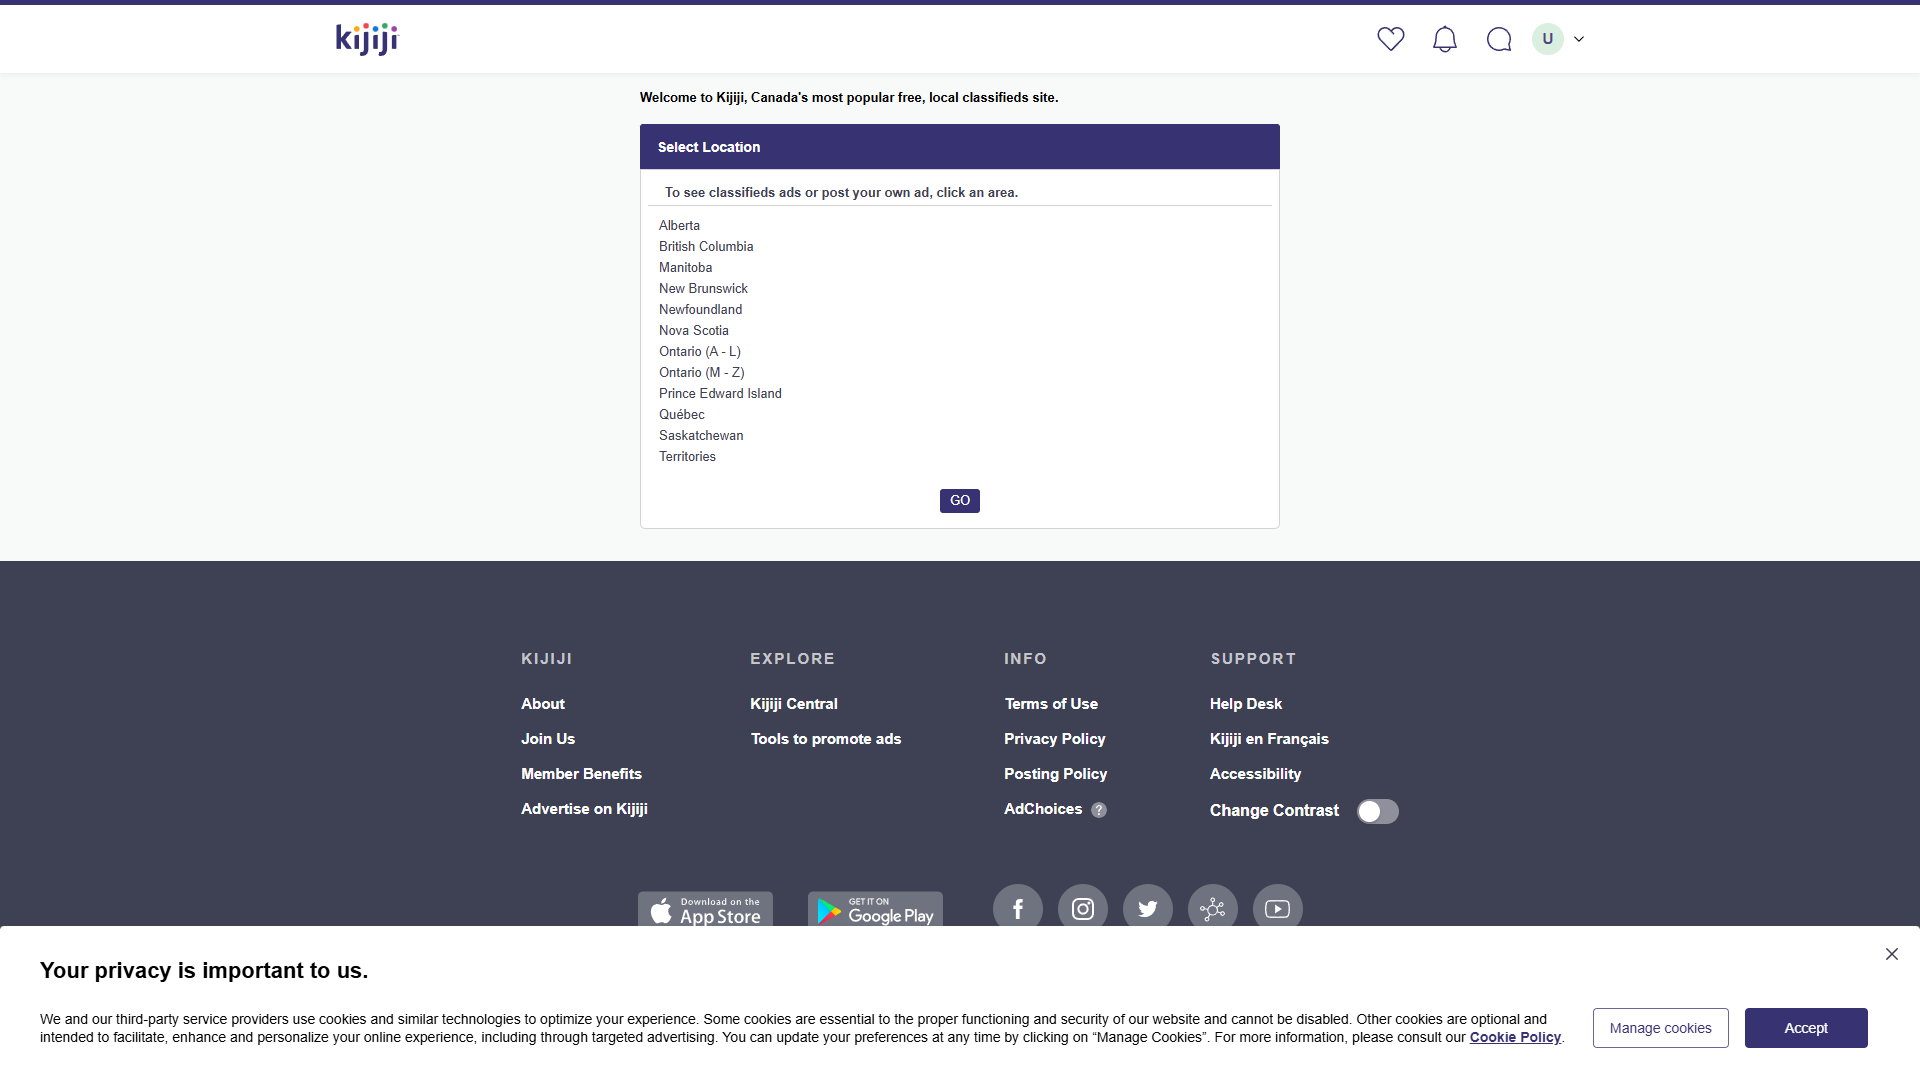 kijiji
U
Welcome to Kijiji, Canada's most popular free, local classifieds site.
Select Location
To see classifieds ads or post your own ad, click an area.
Alberta
British Columbia
Manitoba
New Brunswick
Newfoundland
Nova Scotia
Ontario (A - L)
Ontario (M - Z)
Prince Edward Island
Québec
Saskatchewan
Territories
GO
KIJIJI
About
Join Us
Member Benefits
Advertise on Kijiji
EXPLORE
Kijiji Central
Tools to promote ads
INFO
Terms of Use
Privacy Policy
Posting Policy
AdChoices ?
SUPPORT
Help Desk
Kijiji en Français
Accessibility
Change Contrast
Download on the
App Store
GET IT ON
Google Play
Your privacy is important to us.
We and our third-party service providers use cookies and similar technologies to optimize your experience. Some cookies are essential to the proper functioning and security of our website and cannot be disabled. Other cookies are optional and
intended to facilitate, enhance and personalize your online experience, including through targeted advertising. You can update your preferences at any time by clicking on “Manage Cookies”. For more information, please consult our Cookie Policy.
Manage cookies
Accept